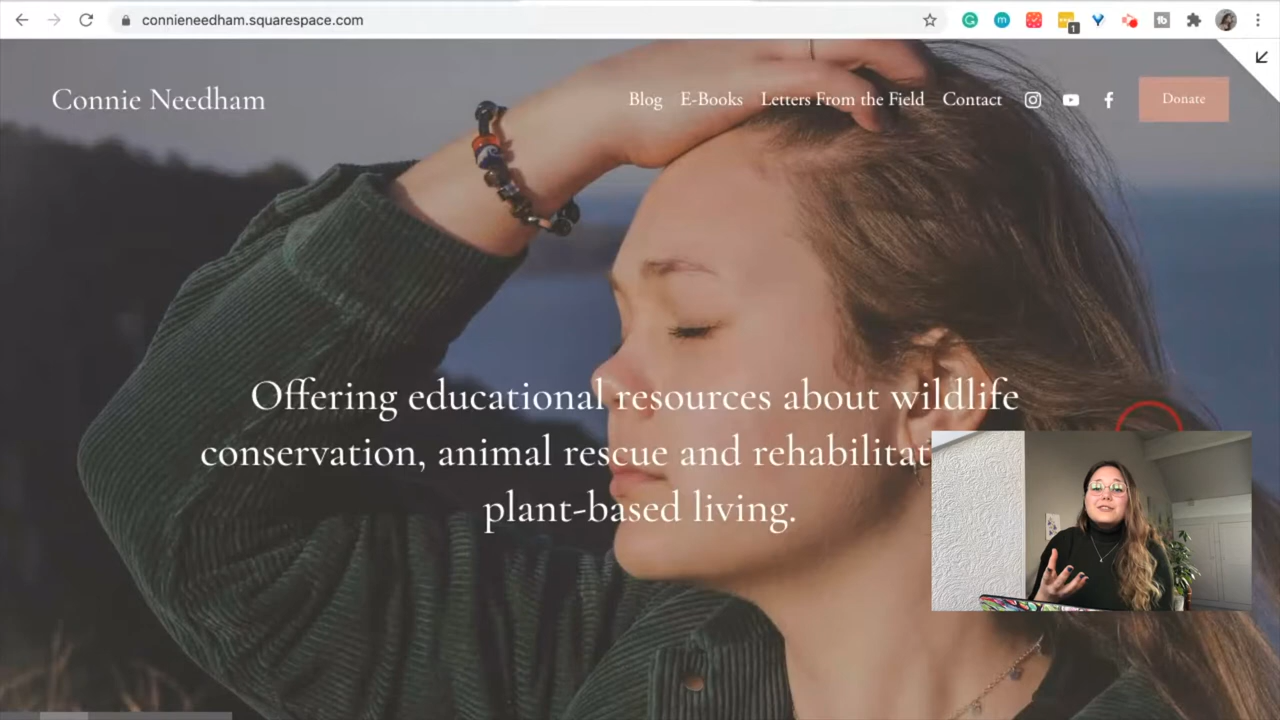 connieneedham.squarespace.com
1
Connie Needham
Blog E-Books Letters From the Field Contact Donate
Offering educational resources about wildlife
conservation, animal rescue and
plant-based living.